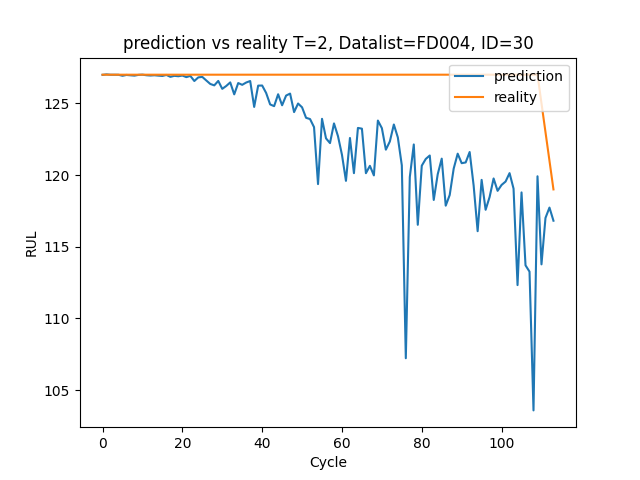 prediction vs reality T=2, Datalist=FD004, ID=30
prediction
reality
125
120
115
110
105
RUL
0 20 40 60 80 100
Cycle